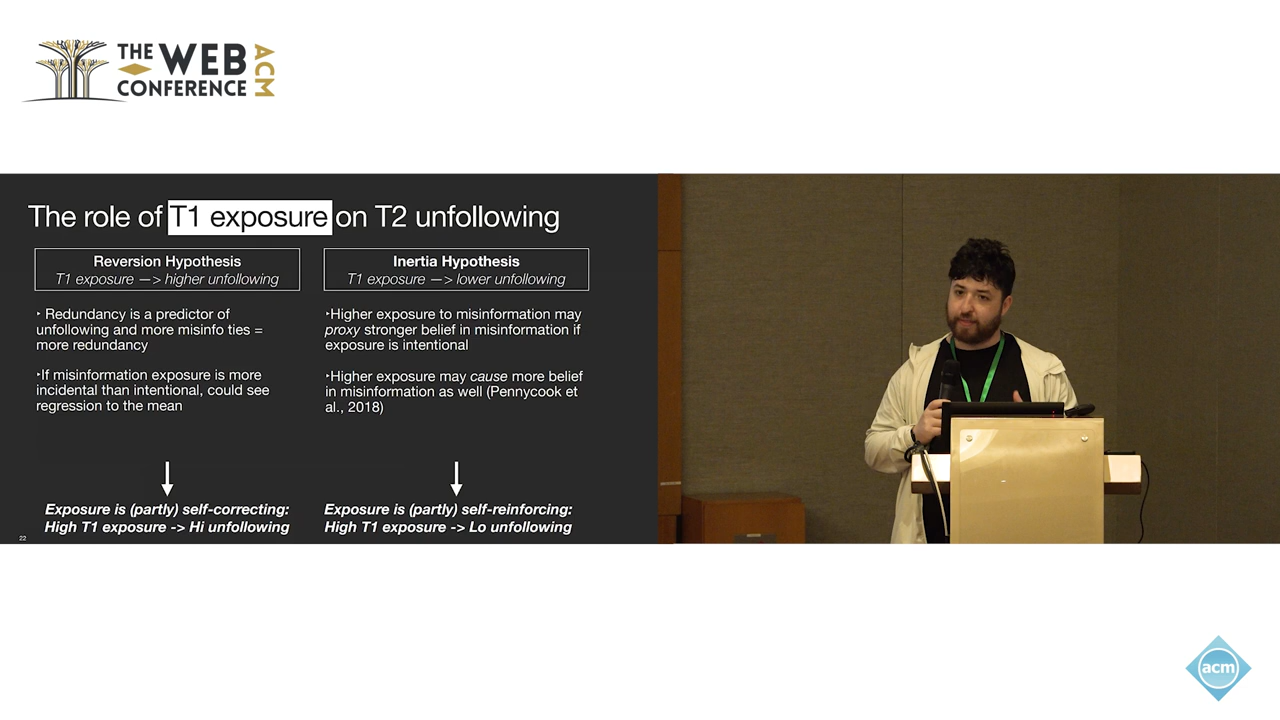 THE WEB CONFERENCE ACM
The role of T1 exposure on T2 unfollowing
Reversion Hypothesis
T1 exposure —> higher unfollowing
‣ Redundancy is a predictor of
unfollowing and more misinfo ties =
more redundancy
‣If misinformation exposure is more
incidental than intentional, could see
regression to the mean
Exposure is (partly) self-correcting:
High T1 exposure -> Hi unfollowing
Inertia Hypothesis
T1 exposure —> lower unfollowing
‣Higher exposure to misinformation may
proxy stronger belief in misinformation if
exposure is intentional
‣Higher exposure may cause more belief
in misinformation as well (Pennycook et
al., 2018)
Exposure is (partly) self-reinforcing:
High T1 exposure -> Lo unfollowing
22
acm